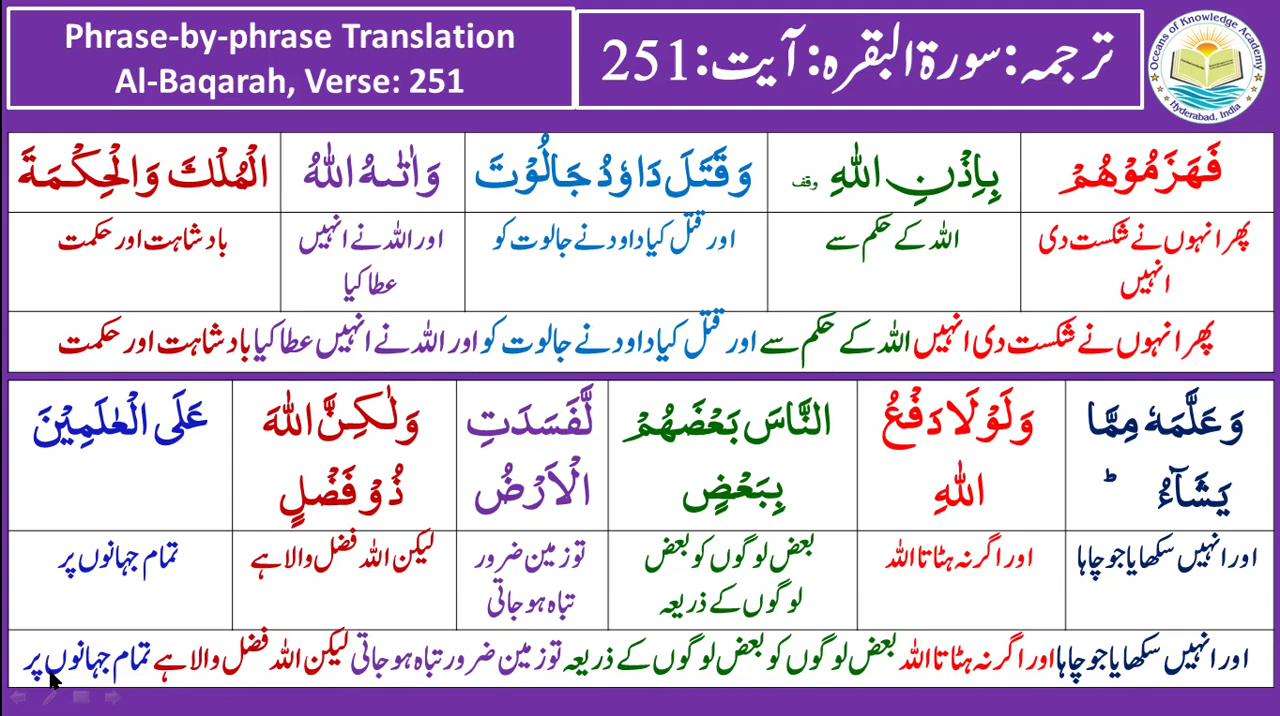 Phrase-by-phrase Translation
Al-Baqarah, Verse: 251
ترجمہ: سورۃ البقرہ: آیت: 251
Oceans of Knowledge Academy
Hyderabad, India
فَهَزَمُوْهُمْ
بِاِذْنِ اللّٰهِ وقف
وَقَتَلَ دَاوٗدُ جَالُوْتَ
وَاٰتٰىهُ اللّٰهُ
الْمُلْكَ وَالْحِكْمَةَ
پھر انہوں نے شکست دی
انہیں
اللہ کے حکم سے
اور قتل کیا داود نے جالوت کو
اور اللہ نے انہیں
عطا کیا
بادشاہت اور حکمت
پھر انہوں نے شکست دی انہیں اللہ کے حکم سے اور قتل کیا داود نے جالوت کو اور اللہ نے انہیں عطا کیا بادشاہت اور حکمت
وَعَلَّمَهٗ مِمَّا
يَشَآءُ ؕ
وَلَوْلَا دَفْعُ
اللّٰهِ
النَّاسَ بَعْضَهُمْ
بِبَعْضٍ
لَّفَسَدَتِ
الْاَرْضُ
وَلٰكِنَّ اللّٰهَ
ذُوْ فَضْلٍ
عَلَى الْعٰلَمِيْنَ
اور انہیں سکھایا جو چاہا
اور اگر نہ ہٹاتا اللہ
بعض لوگوں کو بعض
لوگوں کے ذریعہ
تو زمین ضرور
تباہ ہو جاتی
لیکن اللہ فضل والا ہے
تمام جہانوں پر
اور انہیں سکھایا جو چاہا اور اگر نہ ہٹاتا اللہ بعض لوگوں کو بعض لوگوں کے ذریعہ تو زمین ضرور تباہ ہو جاتی لیکن اللہ فضل والا ہے تمام جہانوں پر